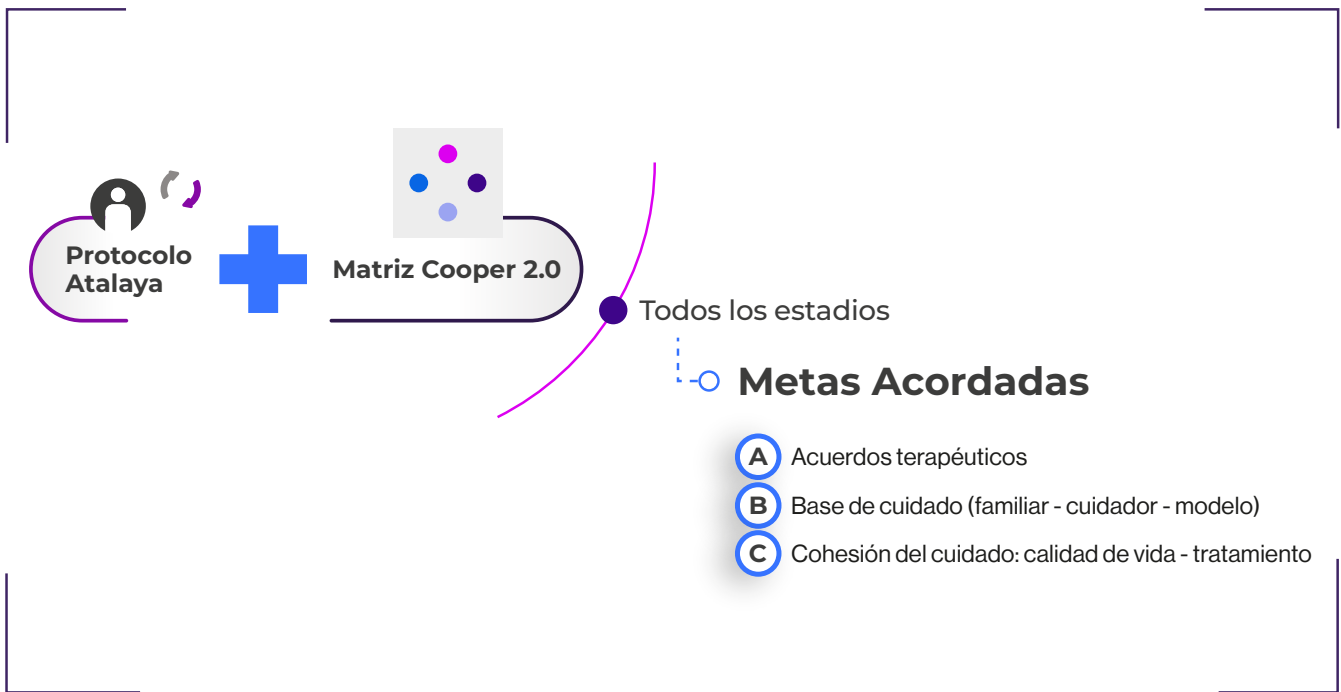 Protocolo
Atalaya
Matriz Cooper 2.0
Todos los estadios
Metas Acordadas
A Acuerdos terapéuticos
B Base de cuidado (familiar - cuidador - modelo)
C Cohesión del cuidado: calidad de vida - tratamiento